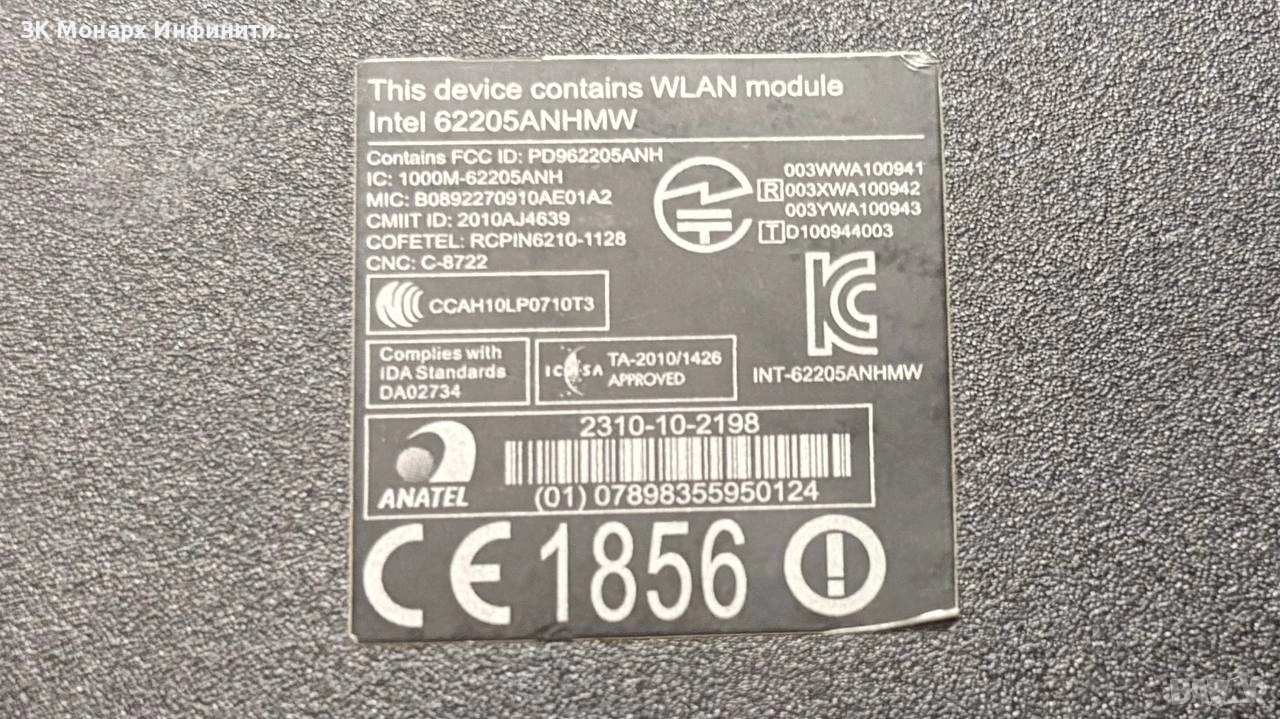 ЗК Монарх Инфинити...
This device contains WLAN module
Intel 62205ANHMW
Contains FCC ID: PD962205ANH
IC: 1000M-62205ANH
MIC: B0892270910AE01A2
CMIIT ID: 2010AJ4639
COFETEL: RCPIN6210-1128
CNC: C-8722
003WWA100941
R 003XWA100942
003YWA100943
T D100944003
CCAH10LP0710T3
Complies with
IDA Standards
DA02734
ICASA
TA-2010/1426
APPROVED
INT-62205ANHMW
2310-10-2198
ANATEL
(01) 07898355950124
CE 1856